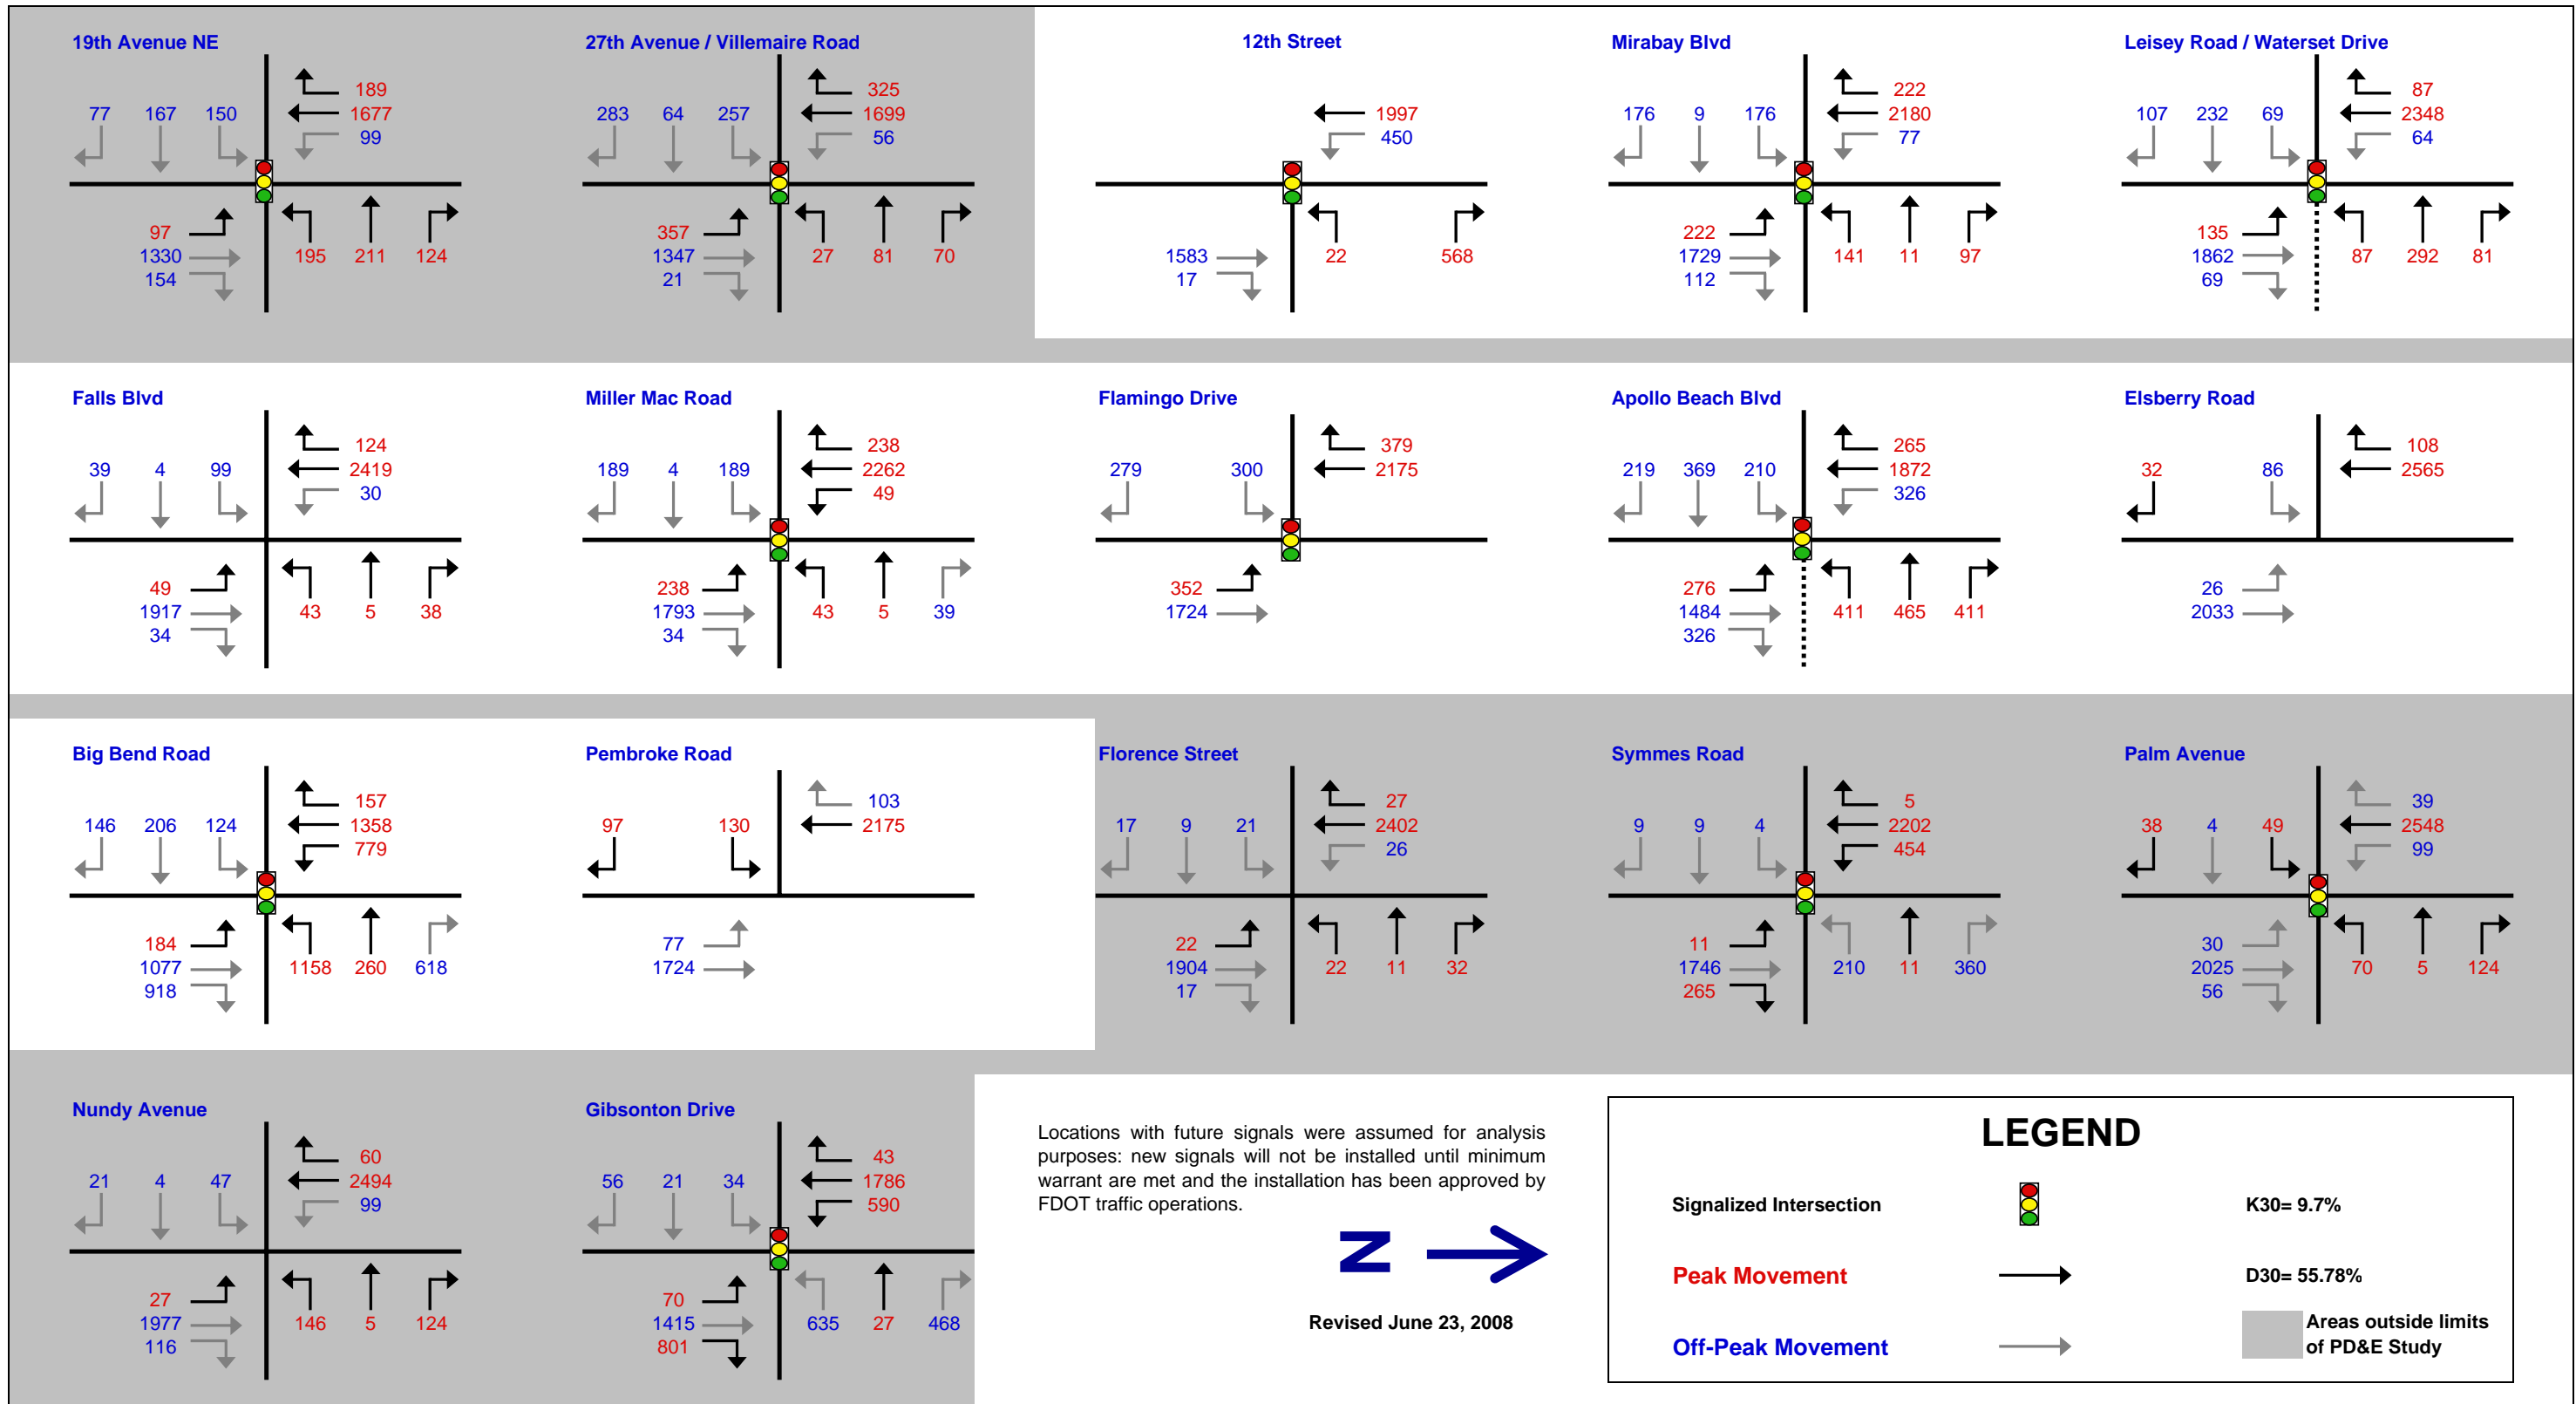 19th Avenue NE
77 167 150
189
1677
99
97
1330
154
195 211 124
27th Avenue / Villemaire Road
283 64 257
325
1699
56
357
1347
21
27 81 70
12th Street
1997
450
1583
17
22 568
Mirabay Blvd
176 9 176
222
2180
77
222
1729
112
141 11 97
Leisey Road / Waterset Drive
107 232 69
87
2348
64
135
1862
69
87 292 81
Falls Blvd
39 4 99
124
2419
30
49
1917
34
43 5 38
Miller Mac Road
189 4 189
238
2262
49
238
1793
34
43 5 39
Flamingo Drive
279 300
379
2175
352
1724
Apollo Beach Blvd
219 369 210
265
1872
326
276
1484
326
411 465 411
Elsberry Road
32 86
108
2565
26
2033
Big Bend Road
146 206 124
157
1358
779
184
1077
918
1158 260 618
Pembroke Road
97 130
103
2175
77
1724
Florence Street
17 9 21
27
2402
26
22
1904
17
22 11 32
Symmes Road
9 9 4
5
2202
454
11
1746
265
210 11 360
Palm Avenue
38 4 49
39
2548
99
30
2025
56
70 5 124
Nundy Avenue
21 4 47
60
2494
99
27
1977
116
146 5 124
Gibsonton Drive
56 21 34
43
1786
590
70
1415
801
635 27 468
Locations with future signals were assumed for analysis
purposes: new signals will not be installed until minimum
warrant are met and the installation has been approved by
FDOT traffic operations.
N
Revised June 23, 2008
LEGEND
Signalized Intersection
K30= 9.7%
Peak Movement
D30= 55.78%
Off-Peak Movement
Areas outside limits
of PD&E Study